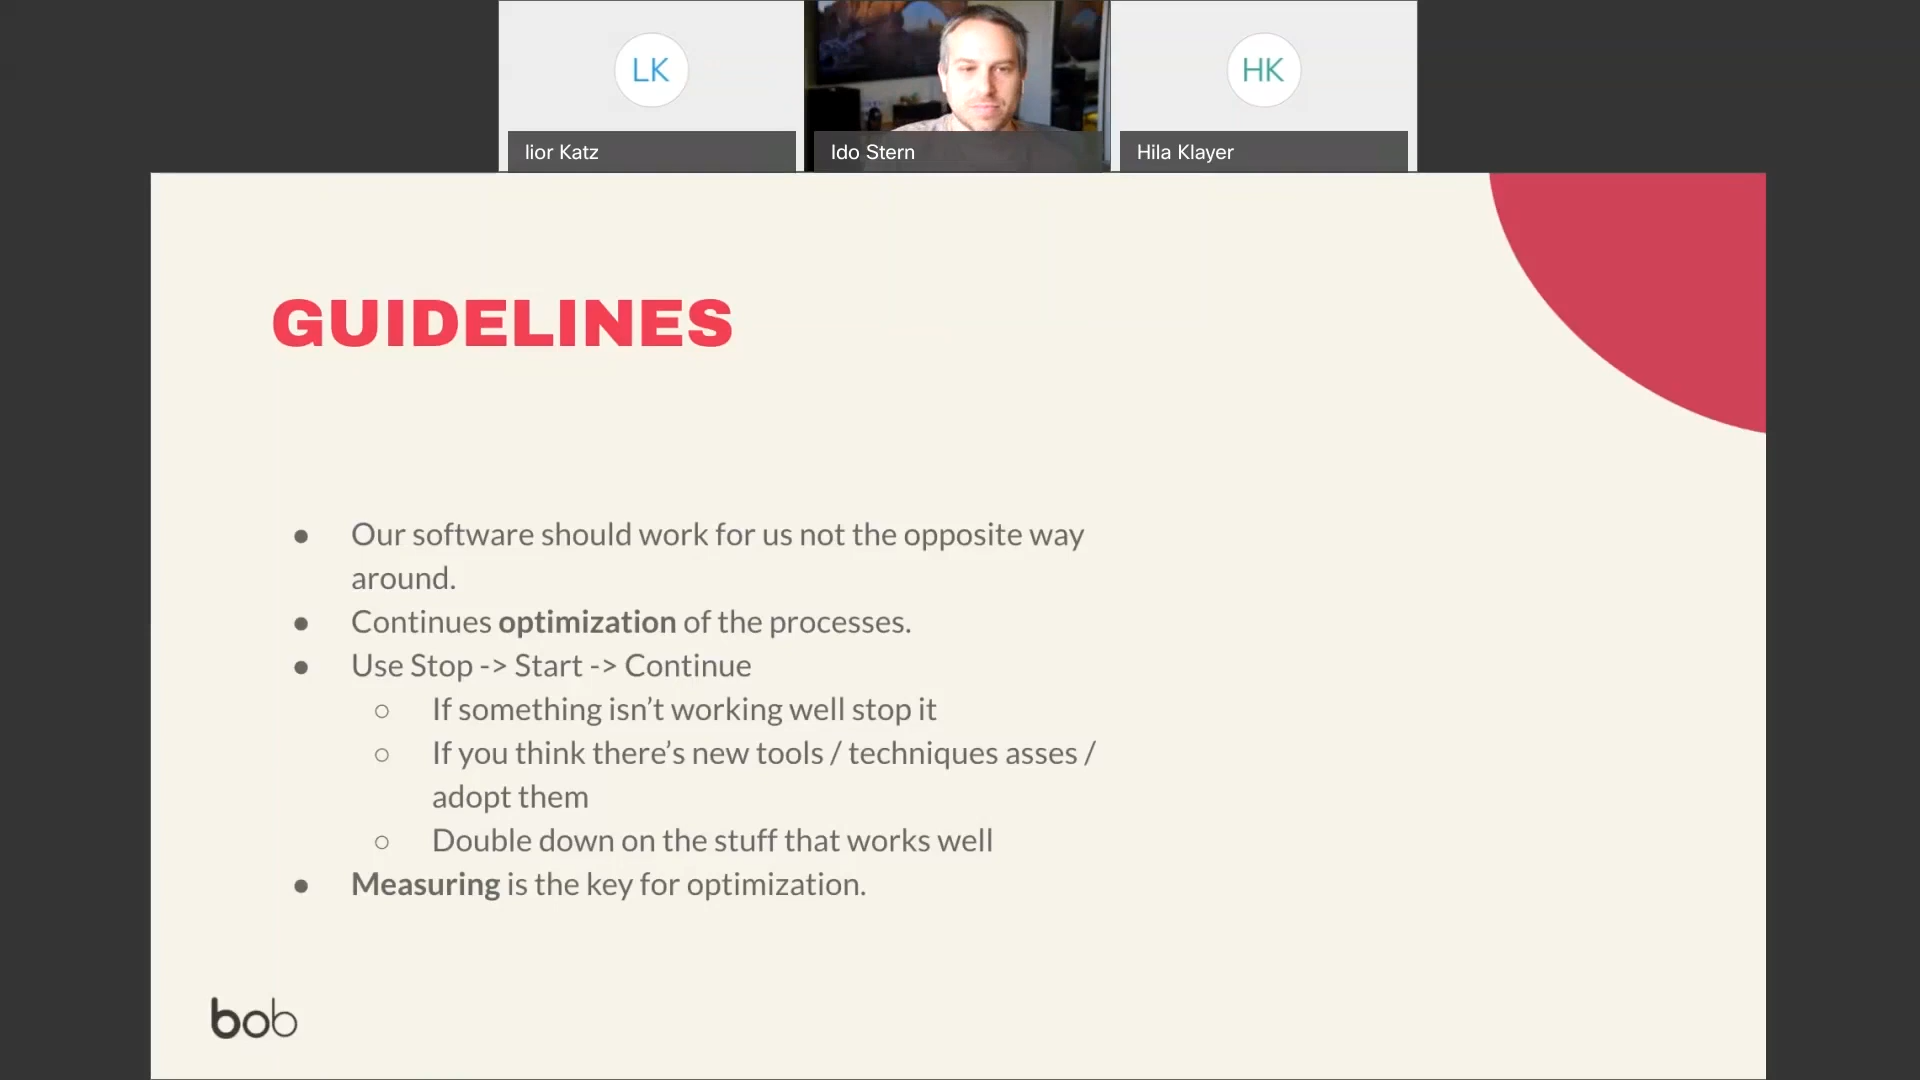 LK
HK
lior Katz
Ido Stern
Hila Klayer
GUIDELINES
● Our software should work for us not the opposite way
around.
● Continues optimization of the processes.
● Use Stop -> Start -> Continue
○ If something isn’t working well stop it
○ If you think there’s new tools / techniques asses /
adopt them
○ Double down on the stuff that works well
● Measuring is the key for optimization.
bob